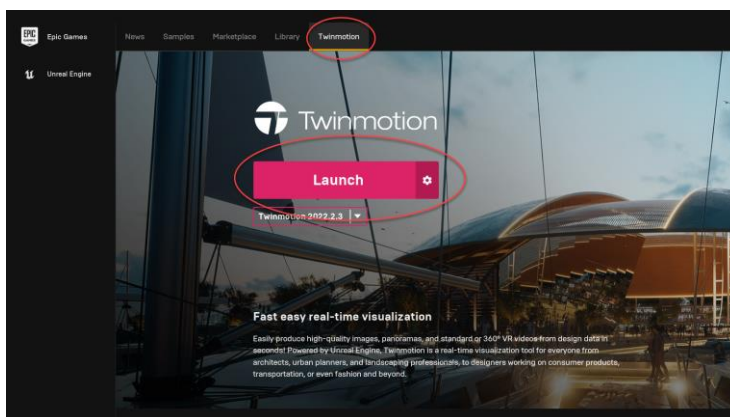 EPIC GAMES
Epic Games
News Samples Marketplace Library Twinmotion
Unreal Engine
Twinmotion
Launch
Twinmotion 2022.2.3
Fast easy real-time visualization
Easily produce high-quality images, panoramas, and standard or 360° VR videos from design data in
seconds! Powered by Unreal Engine, Twinmotion is a real-time visualization tool for everyone from
architects, urban planners, and landscaping professionals, to designers working on consumer products,
transportation, or even fashion and beyond.